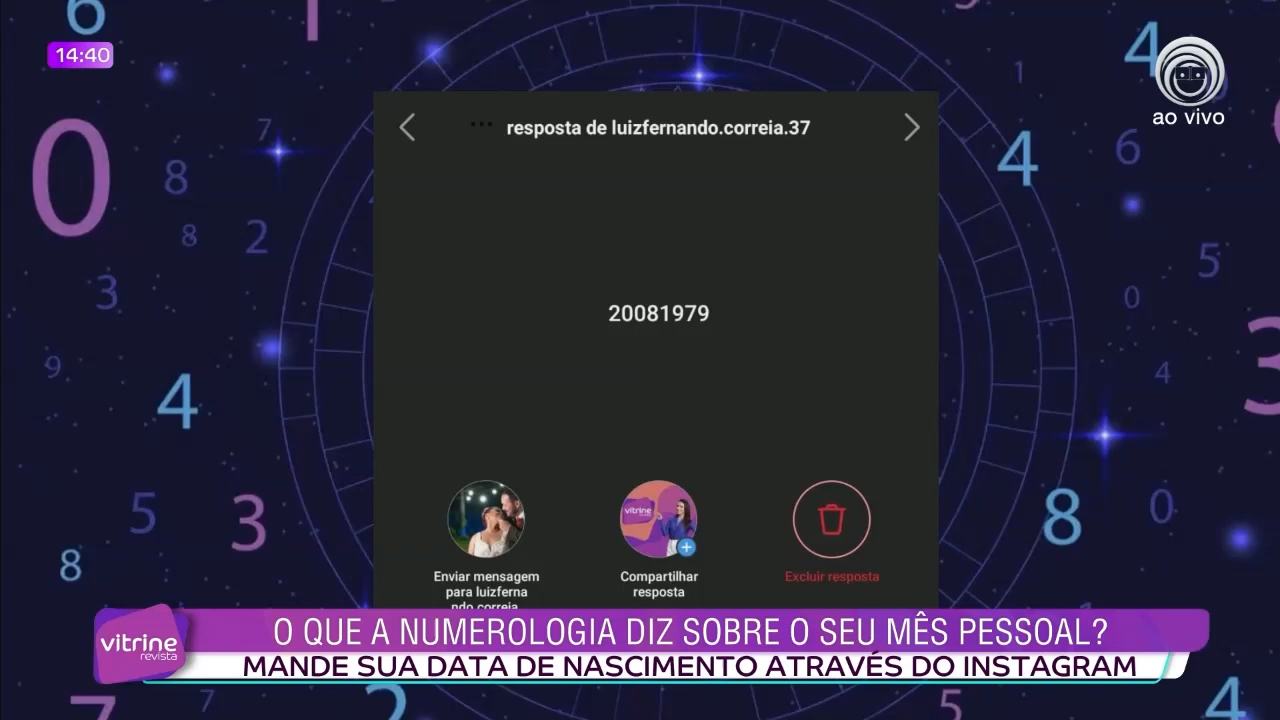 14:40
ao vivo
resposta de luizfernando.correia.37
20081979
Enviar mensagem
para luizferna
ndo.correia
vitrine
Compartilhar
resposta
Excluir resposta
vitrine
revista
O QUE A NUMEROLOGIA DIZ SOBRE O SEU MÊS PESSOAL?
MANDE SUA DATA DE NASCIMENTO ATRAVÉS DO INSTAGRAM